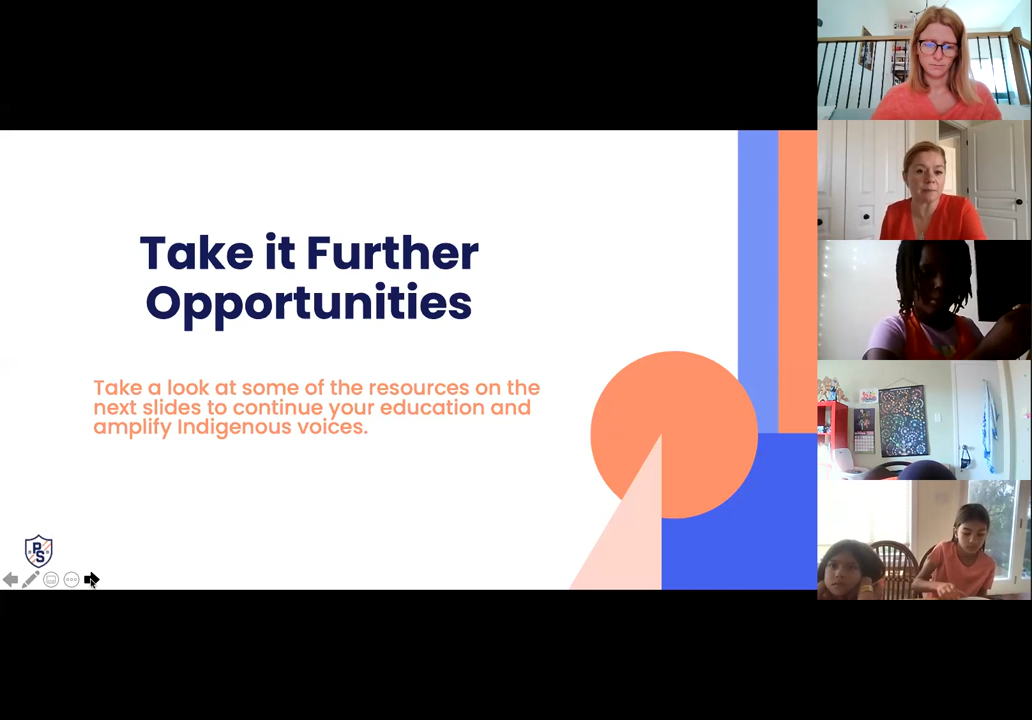 Take it Further
Opportunities
Take a look at some of the resources on the
next slides to continue your education and
amplify Indigenous voices.
PS